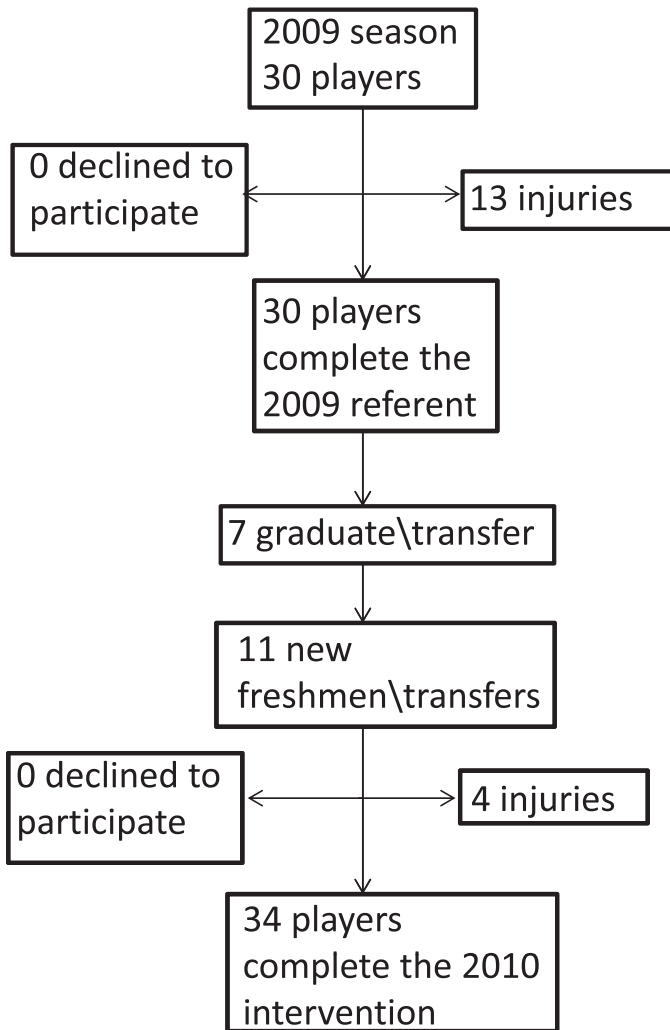 2009 season
30 players
0 declined to
participate
13 injuries
30 players
complete the
2009 referent
7 graduate\transfer
11 new
freshmen\transfers
0 declined to
participate
4 injuries
34 players
complete the 2010
intervention